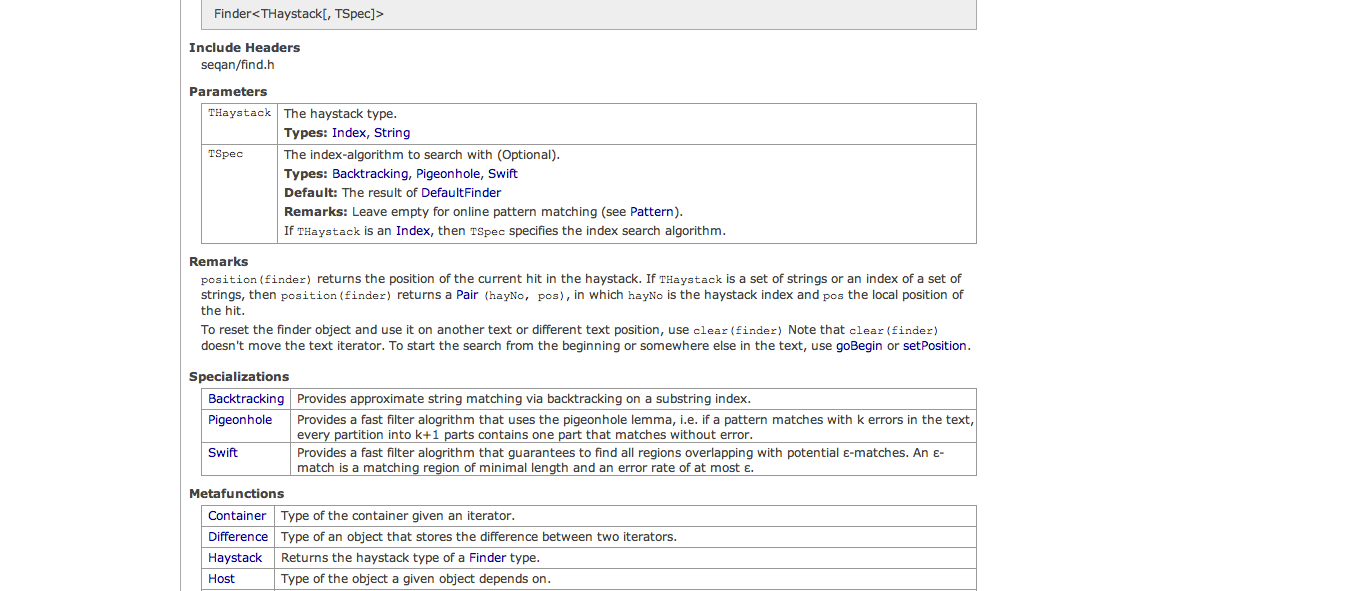 Finder<THaystack[, TSpec]>
Include Headers
seqan/find.h
Parameters
THaystack The haystack type.
Types: Index, String
TSpec The index-algorithm to search with (Optional).
Types: Backtracking, Pigeonhole, Swift
Default: The result of DefaultFinder
Remarks: Leave empty for online pattern matching (see Pattern).
If THaystack is an Index, then TSpec specifies the index search algorithm.
Remarks
position(finder) returns the position of the current hit in the haystack. If THaystack is a set of strings or an index of a set of
strings, then position(finder) returns a Pair (hayNo, pos), in which hayNo is the haystack index and pos the local position of
the hit.
To reset the finder object and use it on another text or different text position, use clear(finder) Note that clear(finder)
doesn't move the text iterator. To start the search from the beginning or somewhere else in the text, use goBegin or setPosition.
Specializations
Backtracking Provides approximate string matching via backtracking on a substring index.
Pigeonhole Provides a fast filter alogrithm that uses the pigeonhole lemma, i.e. if a pattern matches with k errors in the text,
every partition into k+1 parts contains one part that matches without error.
Swift Provides a fast filter alogrithm that guarantees to find all regions overlapping with potential ε-matches. An ε-
match is a matching region of minimal length and an error rate of at most ε.
Metafunctions
Container Type of the container given an iterator.
Difference Type of an object that stores the difference between two iterators.
Haystack Returns the haystack type of a Finder type.
Host Type of the object a given object depends on.